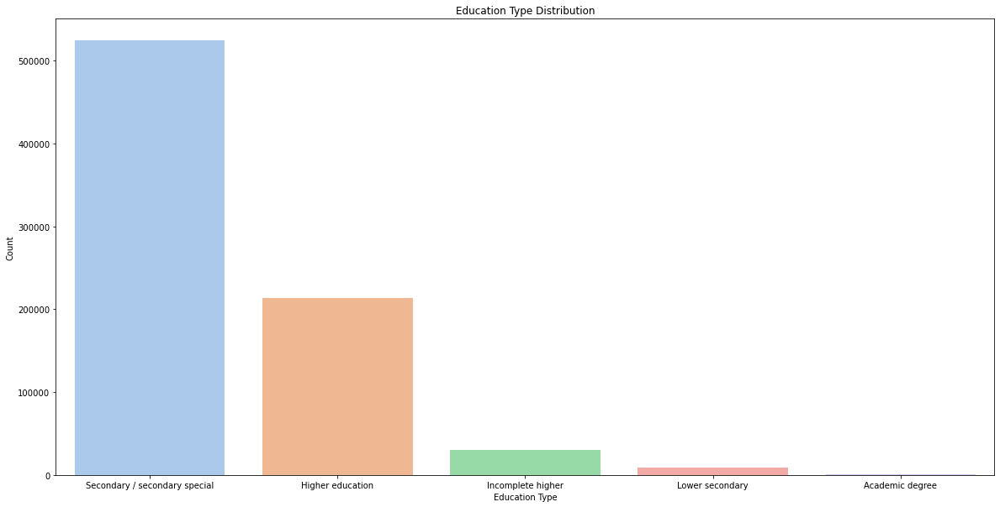 Education Type Distribution
500000
400000
300000
200000
100000
0
Count
Secondary / secondary special
Higher education
Incomplete higher
Lower secondary
Academic degree
Education Type